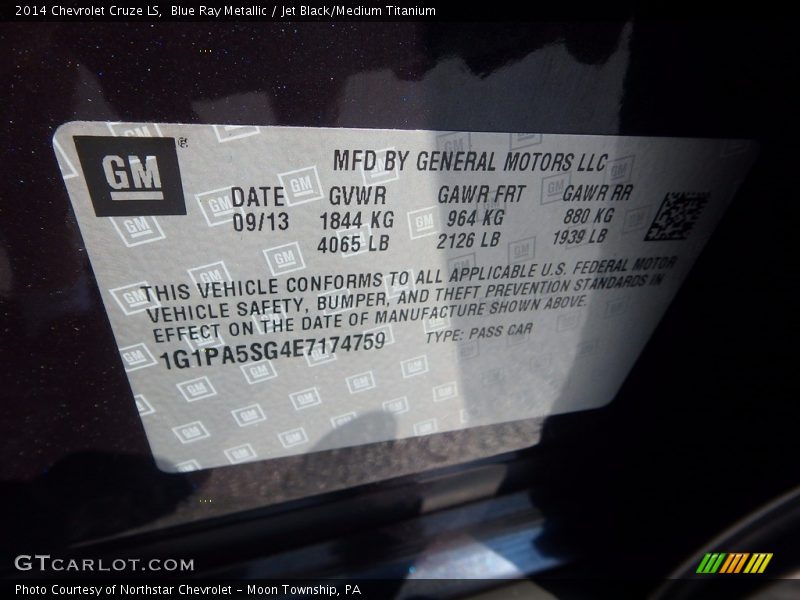 2014 Chevrolet Cruze LS, Blue Ray Metallic / Jet Black/Medium Titanium
GM
MFD BY GENERAL MOTORS LLC
DATE GVWR GAWR FRT GAWR RR
09/13 1844 KG 964 KG 880 KG
4065 LB 2126 LB 1939 LB
THIS VEHICLE CONFORMS TO ALL APPLICABLE U.S. FEDERAL MOTOR
VEHICLE SAFETY, BUMPER, AND THEFT PREVENTION STANDARDS IN
EFFECT ON THE DATE OF MANUFACTURE SHOWN ABOVE.
1G1PA5SG4E7174759 TYPE: PASS CAR
GTCARLOT.COM
Photo Courtesy of Northstar Chevrolet - Moon Township, PA